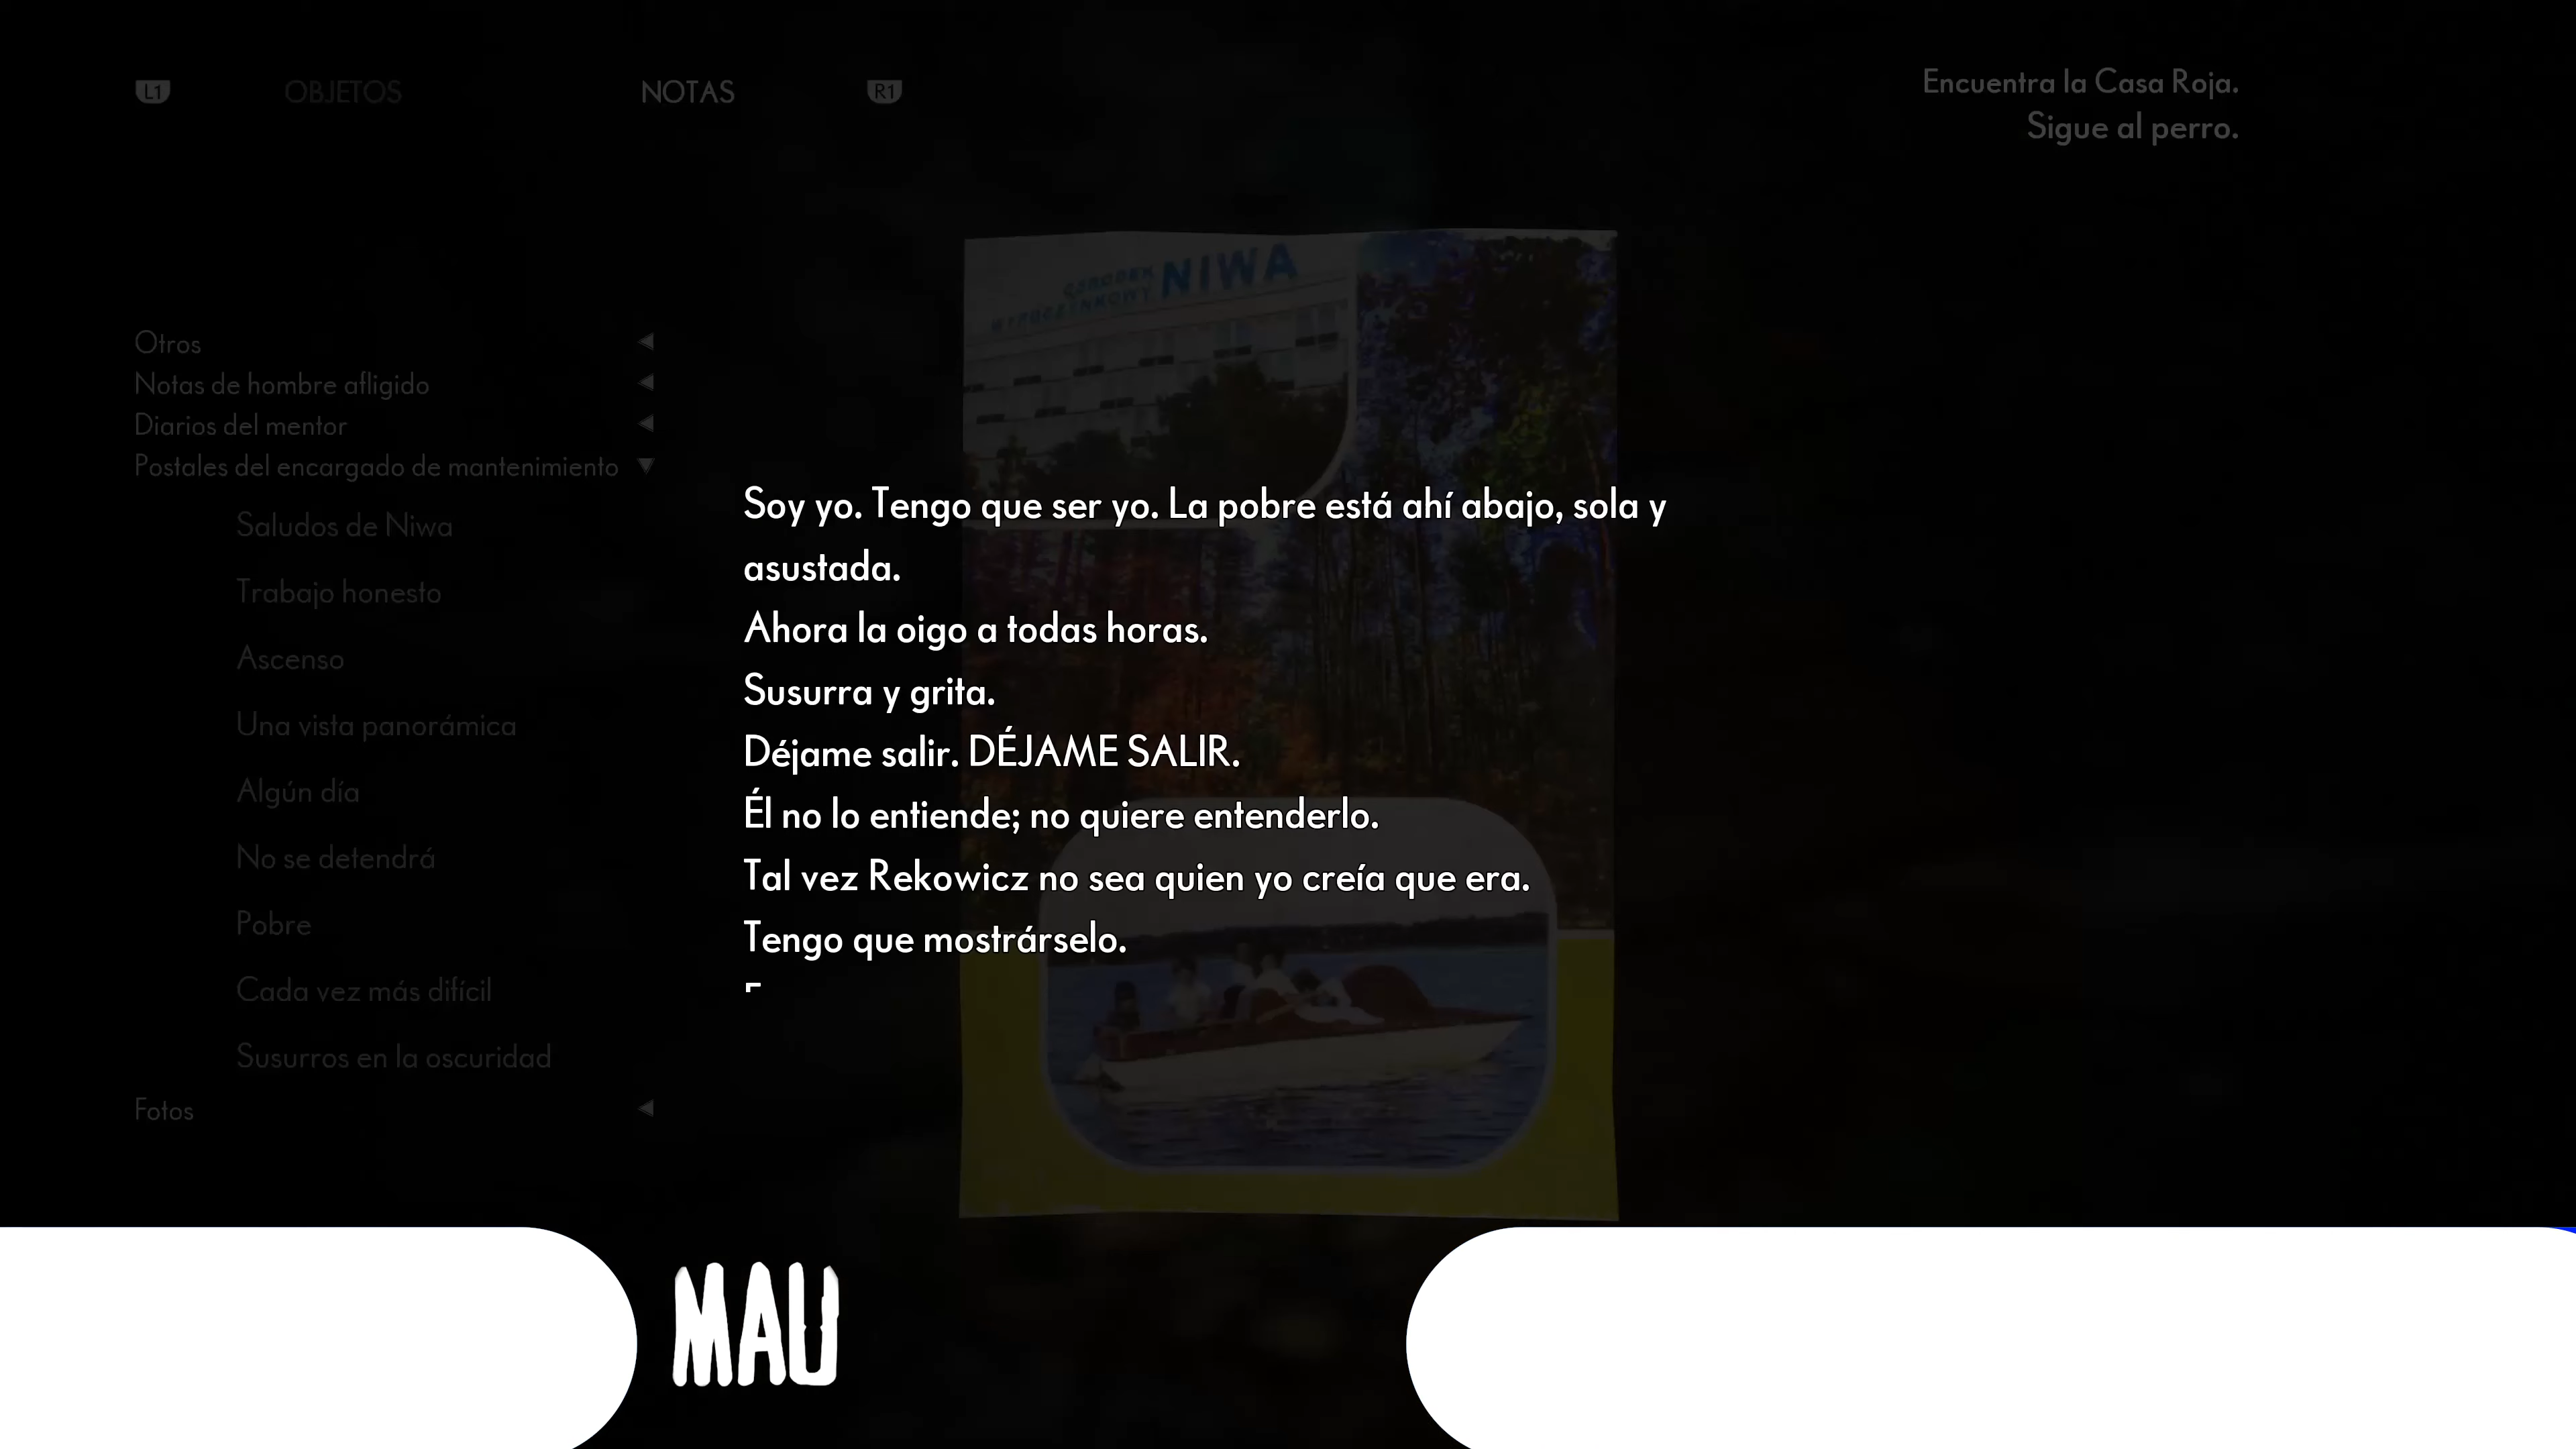 L1
OBJETOS
NOTAS
R1
Encuentra la Casa Roja.
Sigue al perro.
OŚRODEK
WYPOCZYNKOWY NIWA
Otros
Notas de hombre afligido
Diarios del mentor
Postales del encargado de mantenimiento
Saludos de Niwa
Trabajo honesto
Ascenso
Una vista panorámica
Algún día
No se detendrá
Pobre
Cada vez más difícil
Susurros en la oscuridad
Fotos
Soy yo. Tengo que ser yo. La pobre está ahí abajo, sola y
asustada.
Ahora la oigo a todas horas.
Susurra y grita.
Déjame salir. DÉJAME SALIR.
Él no lo entiende; no quiere entenderlo.
Tal vez Rekowicz no sea quien yo creía que era.
Tengo que mostrárselo.
MAU